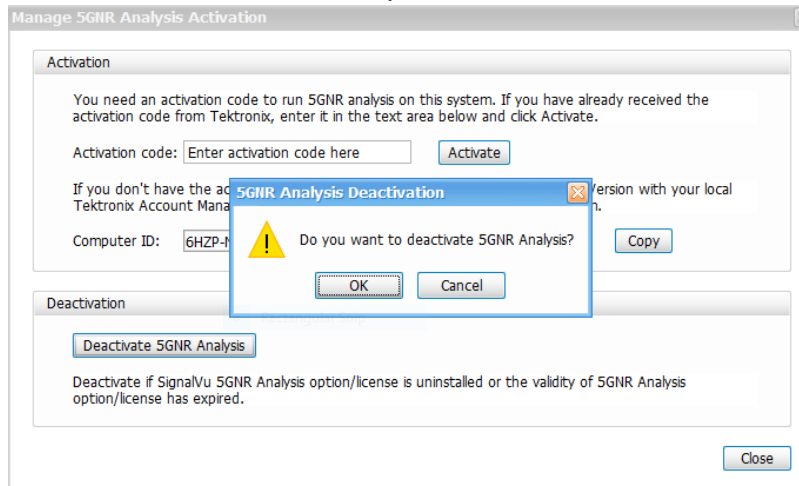 Manage 5GNR Analysis Activation
Activation
You need an activation code to run 5GNR analysis on this system. If you have already received the
activation code from Tektronix, enter it in the text area below and click Activate.
Activation code: Enter activation code here Activate
If you don't have the ac
Version with your local
Tektronix Account Mana
Computer ID: 6HZP-
Copy
5GNR Analysis Deactivation
Do you want to deactivate 5GNR Analysis?
OK Cancel
Deactivation
Deactivate 5GNR Analysis
Deactivate if SignalVu 5GNR Analysis option/license is uninstalled or the validity of 5GNR Analysis
option/license has expired.
Close